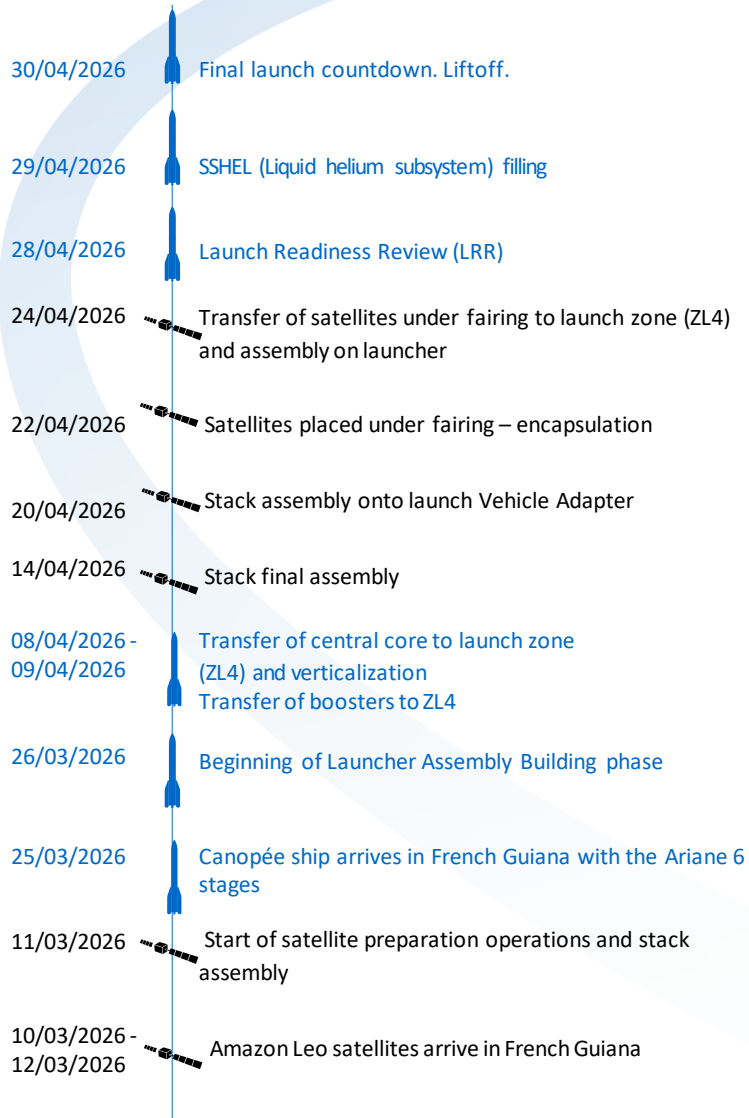 30/04/2026 Final launch countdown. Liftoff.
29/04/2026 SSHEL (Liquid helium subsystem) filling
28/04/2026 Launch Readiness Review (LRR)
24/04/2026 Transfer of satellites under fairing to launch zone (ZL4)
and assembly on launcher
22/04/2026 Satellites placed under fairing – encapsulation
20/04/2026 Stack assembly onto launch Vehicle Adapter
14/04/2026 Stack final assembly
08/04/2026 - Transfer of central core to launch zone
09/04/2026 (ZL4) and verticalization
Transfer of boosters to ZL4
26/03/2026 Beginning of Launcher Assembly Building phase
25/03/2026 Canopée ship arrives in French Guiana with the Ariane 6
stages
11/03/2026 Start of satellite preparation operations and stack
assembly
10/03/2026 - Amazon Leo satellites arrive in French Guiana
12/03/2026